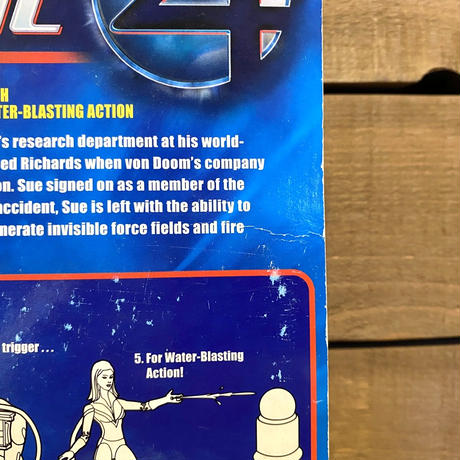 4
H
TER-BLASTING ACTION
's research department at his world-
ed Richards when von Doom's company
on. Sue signed on as a member of the
accident, Sue is left with the ability to
nerate invisible force fields and fire
trigger...
5. For Water-Blasting
Action!